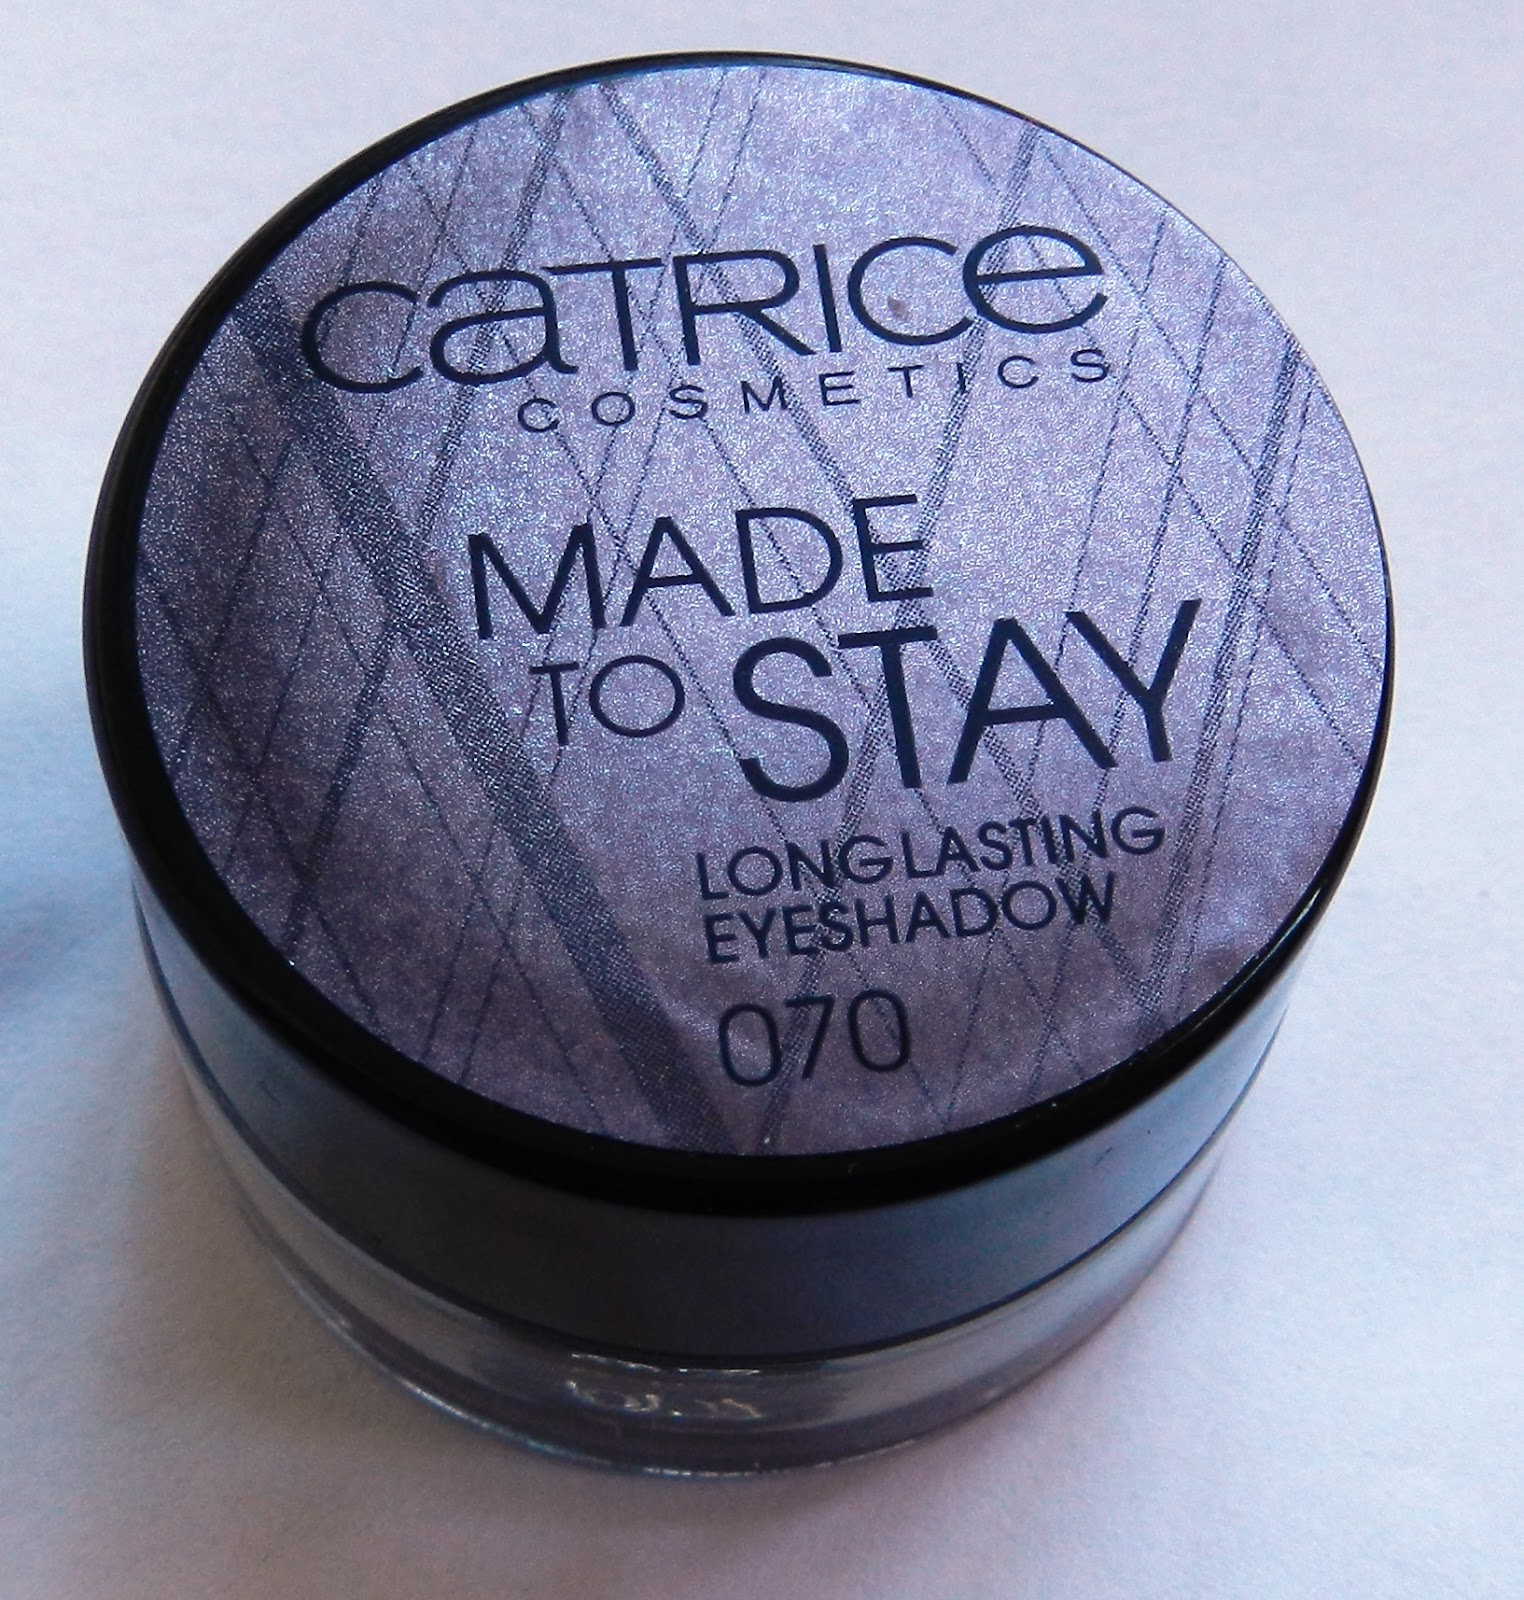 CATRICE
COSMETICS
MADE
TO STAY
LONGLASTING
EYESHADOW
070